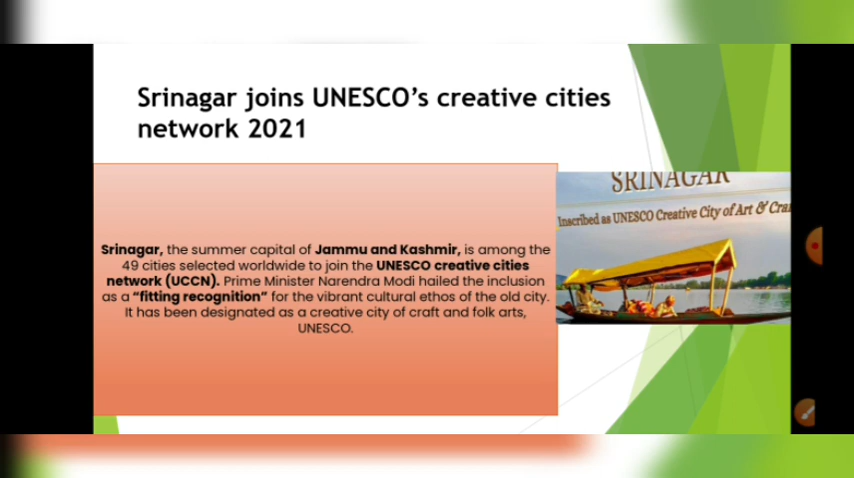 Srinagar joins UNESCO’s creative cities
network 2021
Srinagar, the summer capital of Jammu and Kashmir, is among the
49 cities selected worldwide to join the UNESCO creative cities
network (UCCN). Prime Minister Narendra Modi hailed the inclusion
as a “fitting recognition” for the vibrant cultural ethos of the old city.
It has been designated as a creative city of craft and folk arts,
UNESCO.
SRINAGAR
Inscribed as UNESCO Creative City of Art & Cra